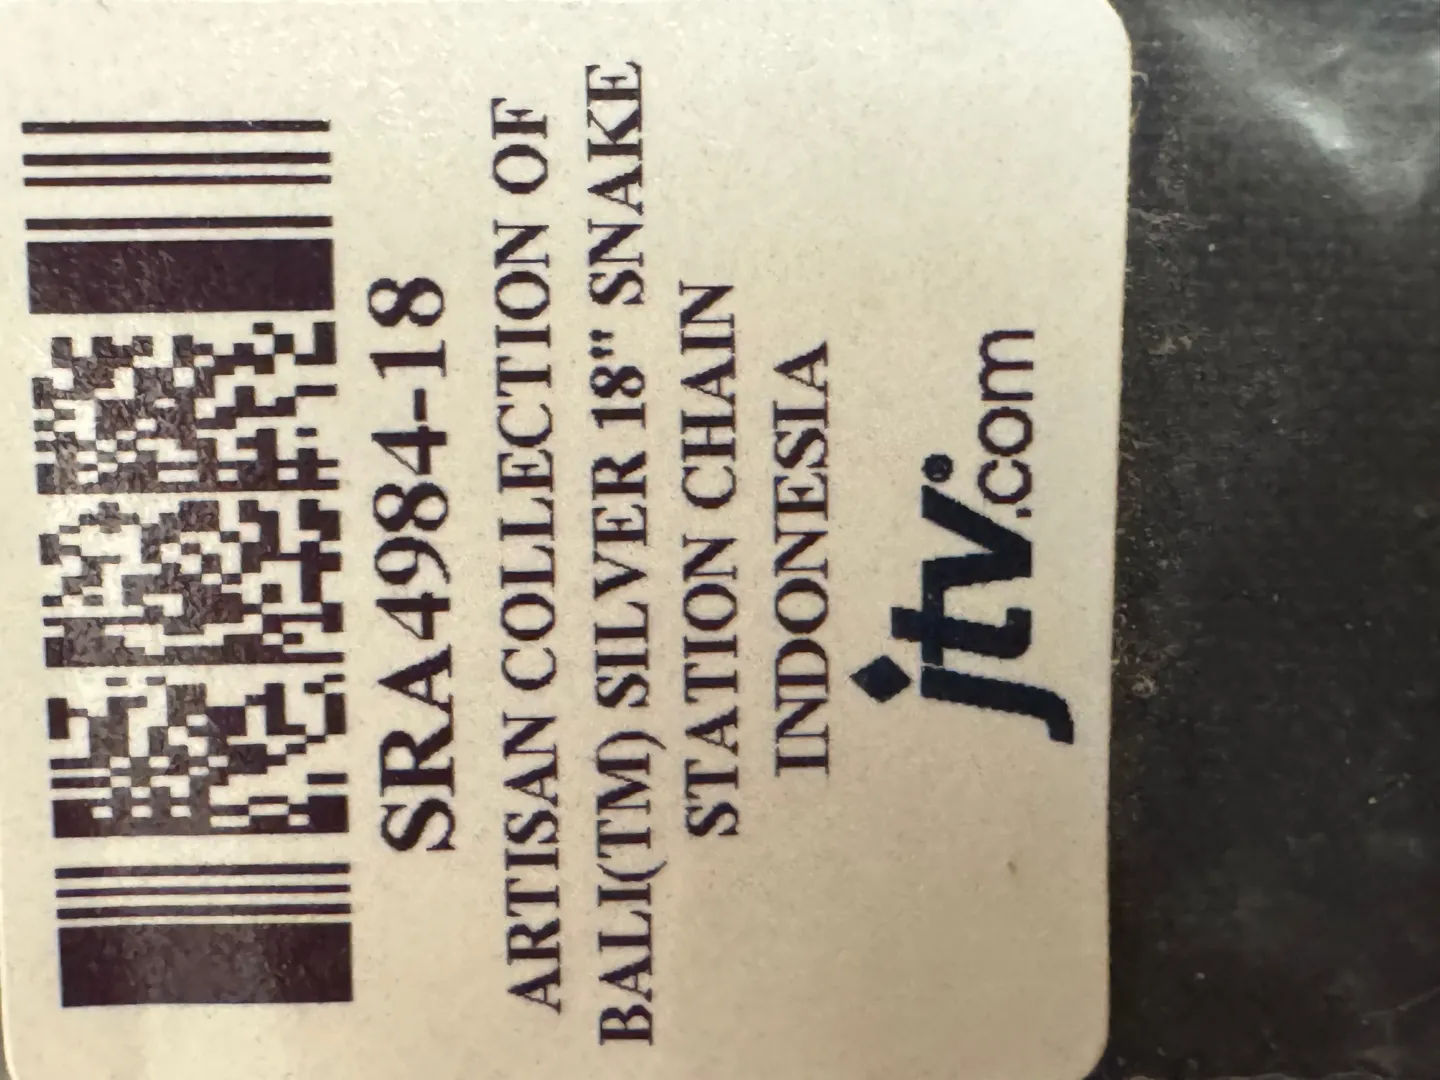 SRA4984-18
ARTISAN COLLECTION OF
BALI(TM) SILVER 18" SNAKE
STATION CHAIN
INDONESIA
jtv®.com